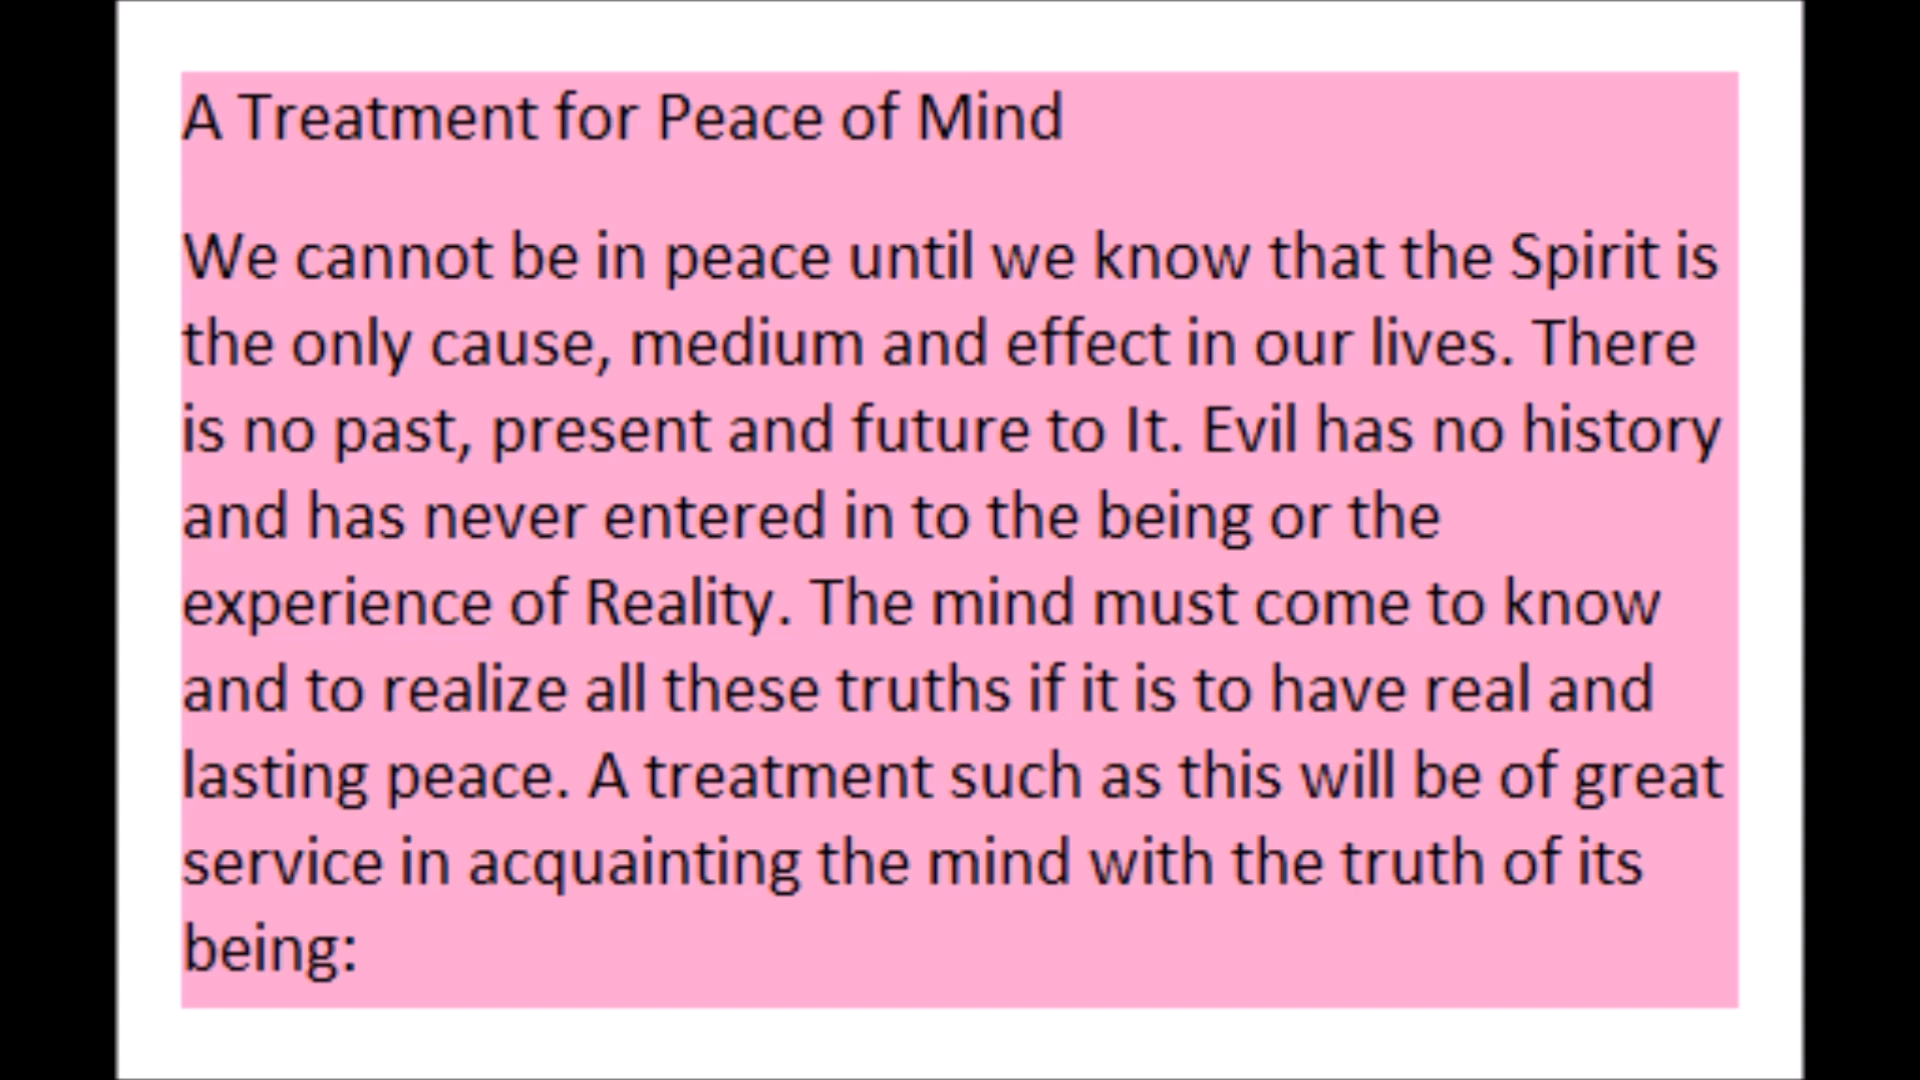 A Treatment for Peace of Mind
We cannot be in peace until we know that the Spirit is
the only cause, medium and effect in our lives. There
is no past, present and future to It. Evil has no history
and has never entered in to the being or the
experience of Reality. The mind must come to know
and to realize all these truths if it is to have real and
lasting peace. A treatment such as this will be of great
service in acquainting the mind with the truth of its
being: